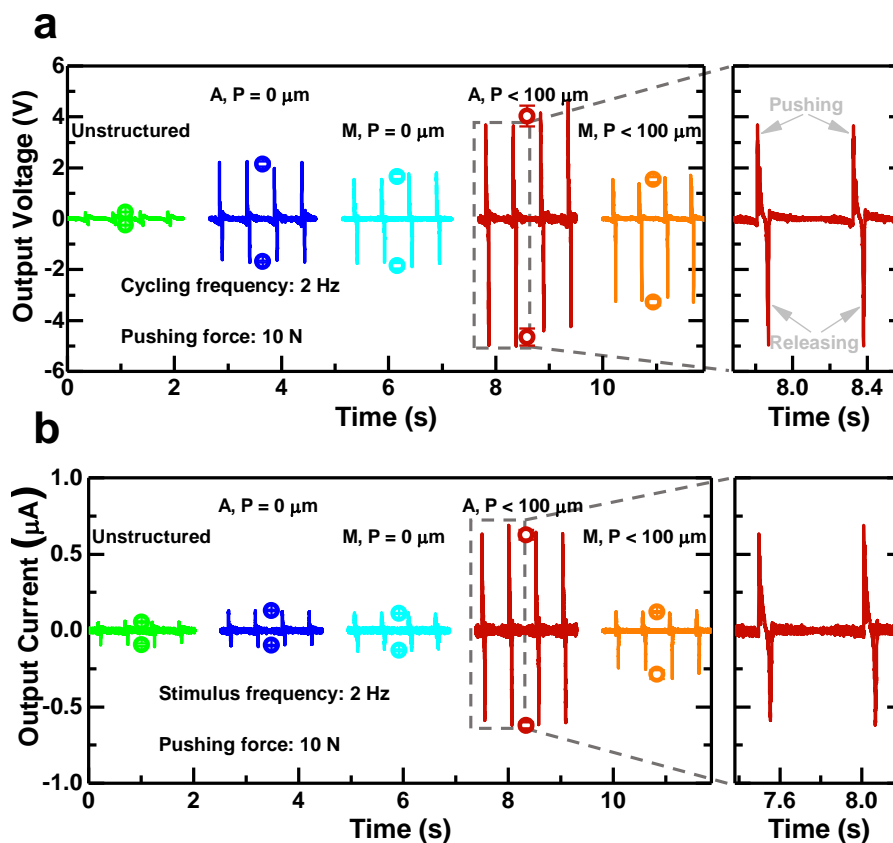 a
6
4
2
0
-2
-4
-6
Output Voltage (V)
A, P = 0 μm
A, P < 100 μm
Unstructured
M, P = 0 μm
M, P < 100 μm
Cycling frequency: 2 Hz
Pushing force: 10 N
0 2 4 6 8 10
Time (s)
Pushing
Releasing
8.0 8.4
Time (s)
b
1.0
0.5
0.0
-0.5
-1.0
Output Currrent (μA)
A, P = 0 μm
A, P < 100 μm
Unstructured
M, P = 0 μm
M, P < 100 μm
Stimulus frequency: 2 Hz
Pushing force: 10 N
0 2 4 6 8 10
Time (s)
7.6 8.0
Time (s)